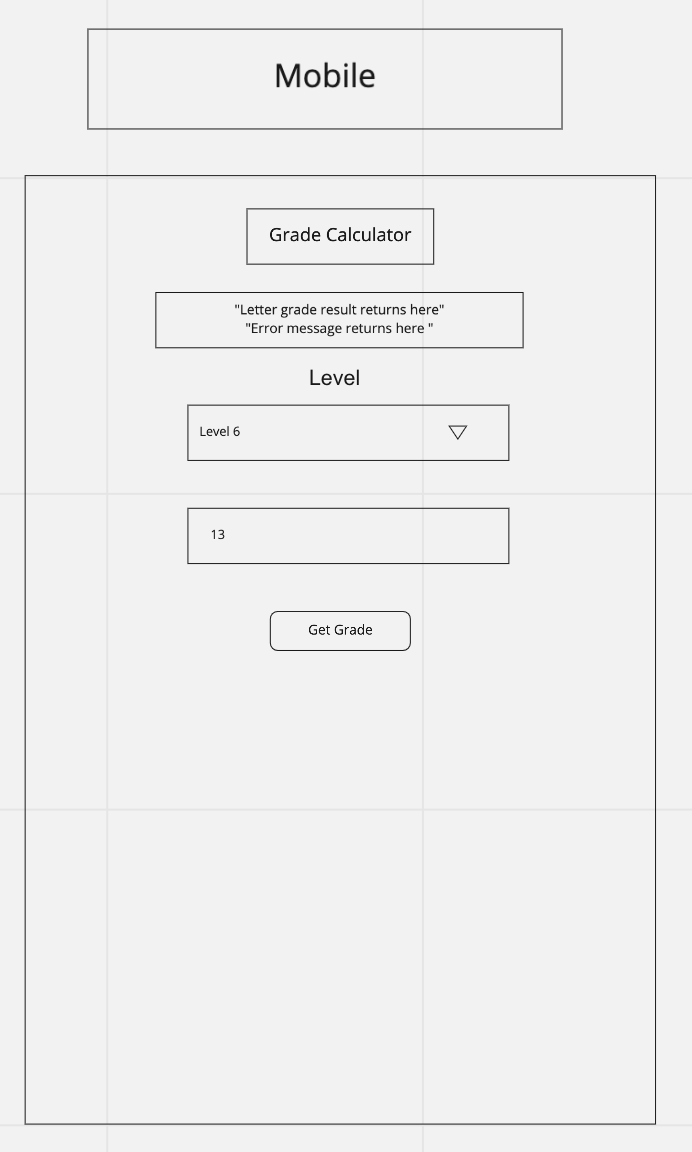 Mobile
Grade Calculator
"Letter grade result returns here"
"Error message returns here "
Level
Level 6
13
Get Grade